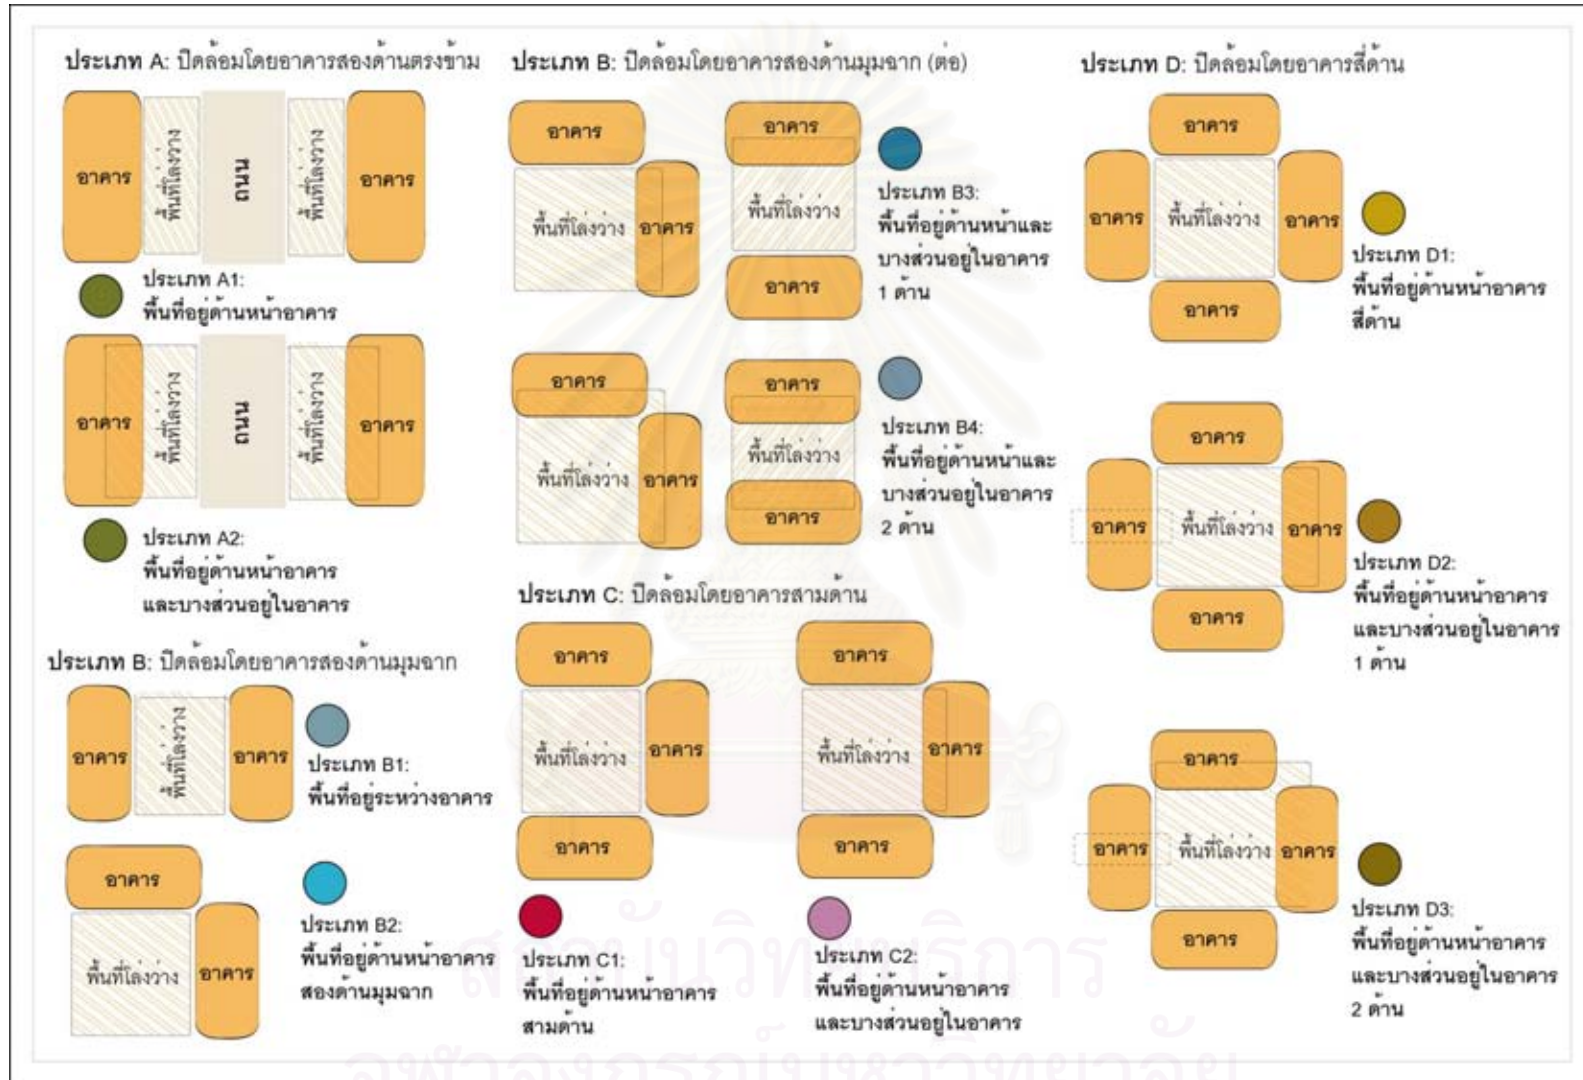 ประเภท A: ปิดล้อมโดยอาคารสองด้านตรงข้าม
อาคาร
พื้นที่โล่งว่าง
ถนน
พื้นที่โล่งว่าง
อาคาร
ประเภท A1:
พื้นที่อยู่ด้านหน้าอาคาร
อาคาร
พื้นที่โล่งว่าง
ถนน
พื้นที่โล่งว่าง
อาคาร
ประเภท A2:
พื้นที่อยู่ด้านหน้าอาคาร
และบางส่วนอยู่ในอาคาร
ประเภท B: ปิดล้อมโดยอาคารสองด้านมุมฉาก
อาคาร
พื้นที่โล่งว่าง
อาคาร
ประเภท B1:
พื้นที่อยู่ระหว่างอาคาร
อาคาร
พื้นที่โล่งว่าง
อาคาร
ประเภท B2:
พื้นที่อยู่ด้านหน้าอาคาร
สองด้านมุมฉาก
ประเภท B: ปิดล้อมโดยอาคารสองด้านมุมฉาก (ต่อ)
อาคาร
พื้นที่โล่งว่าง
อาคาร
อาคาร
พื้นที่โล่งว่าง
อาคาร
ประเภท B3:
พื้นที่อยู่ด้านหน้าและ
บางส่วนอยู่ในอาคาร
1 ด้าน
อาคาร
พื้นที่โล่งว่าง
อาคาร
อาคาร
พื้นที่โล่งว่าง
อาคาร
ประเภท B4:
พื้นที่อยู่ด้านหน้าและ
บางส่วนอยู่ในอาคาร
2 ด้าน
ประเภท C: ปิดล้อมโดยอาคารสามด้าน
อาคาร
พื้นที่โล่งว่าง
อาคาร
อาคาร
ประเภท C1:
พื้นที่อยู่ด้านหน้าอาคาร
สามด้าน
อาคาร
พื้นที่โล่งว่าง
อาคาร
อาคาร
ประเภท C2:
พื้นที่อยู่ด้านหน้าอาคาร
และบางส่วนอยู่ในอาคาร
ประเภท D: ปิดล้อมโดยอาคารสี่ด้าน
อาคาร
อาคาร
พื้นที่โล่งว่าง
อาคาร
อาคาร
ประเภท D1:
พื้นที่อยู่ด้านหน้าอาคาร
สี่ด้าน
อาคาร
อาคาร
พื้นที่โล่งว่าง
อาคาร
อาคาร
ประเภท D2:
พื้นที่อยู่ด้านหน้าอาคาร
และบางส่วนอยู่ในอาคาร
1 ด้าน
อาคาร
อาคาร
พื้นที่โล่งว่าง
อาคาร
อาคาร
ประเภท D3:
พื้นที่อยู่ด้านหน้าอาคาร
และบางส่วนอยู่ในอาคาร
2 ด้าน
สถาบันวิทยบริการ
จุฬาลงกรณ์มหาวิทยาลัย